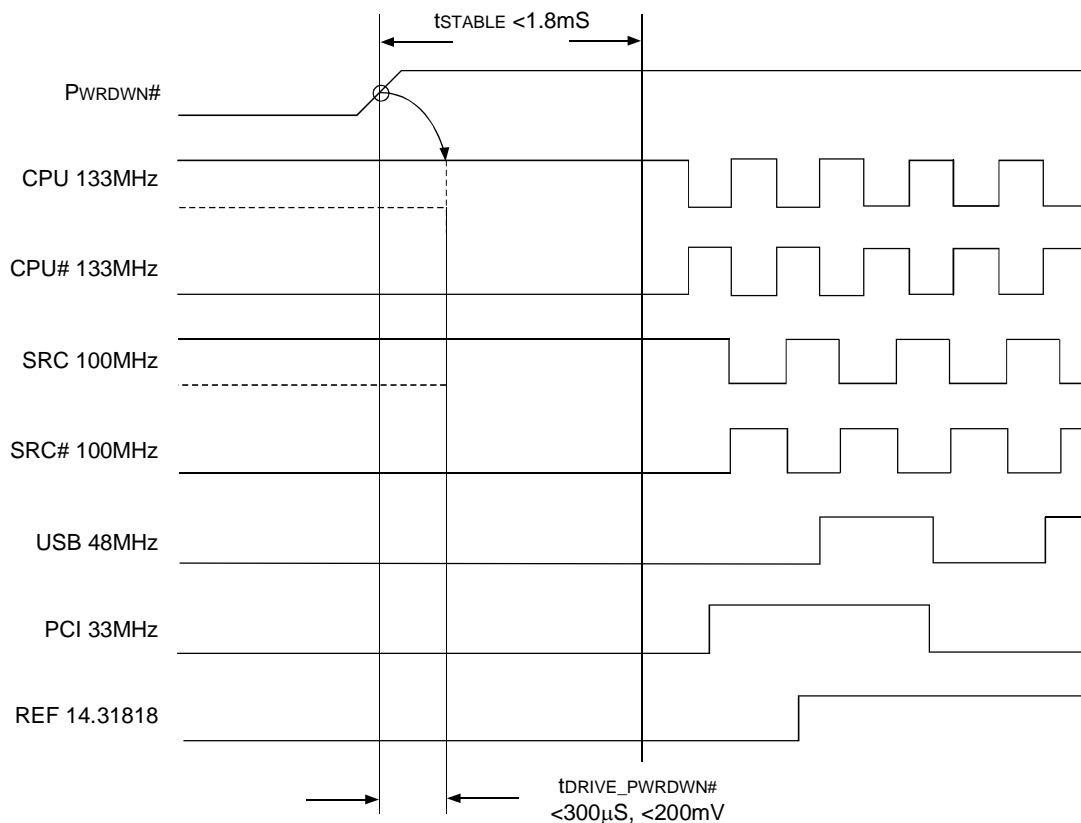 tSTABLE <1.8mS
PWRDWN#
CPU 133MHz
CPU# 133MHz
SRC 100MHz
SRC# 100MHz
USB 48MHz
PCI 33MHz
REF 14.31818
tDRIVE_PWRDWN#
<300μS, <200mV